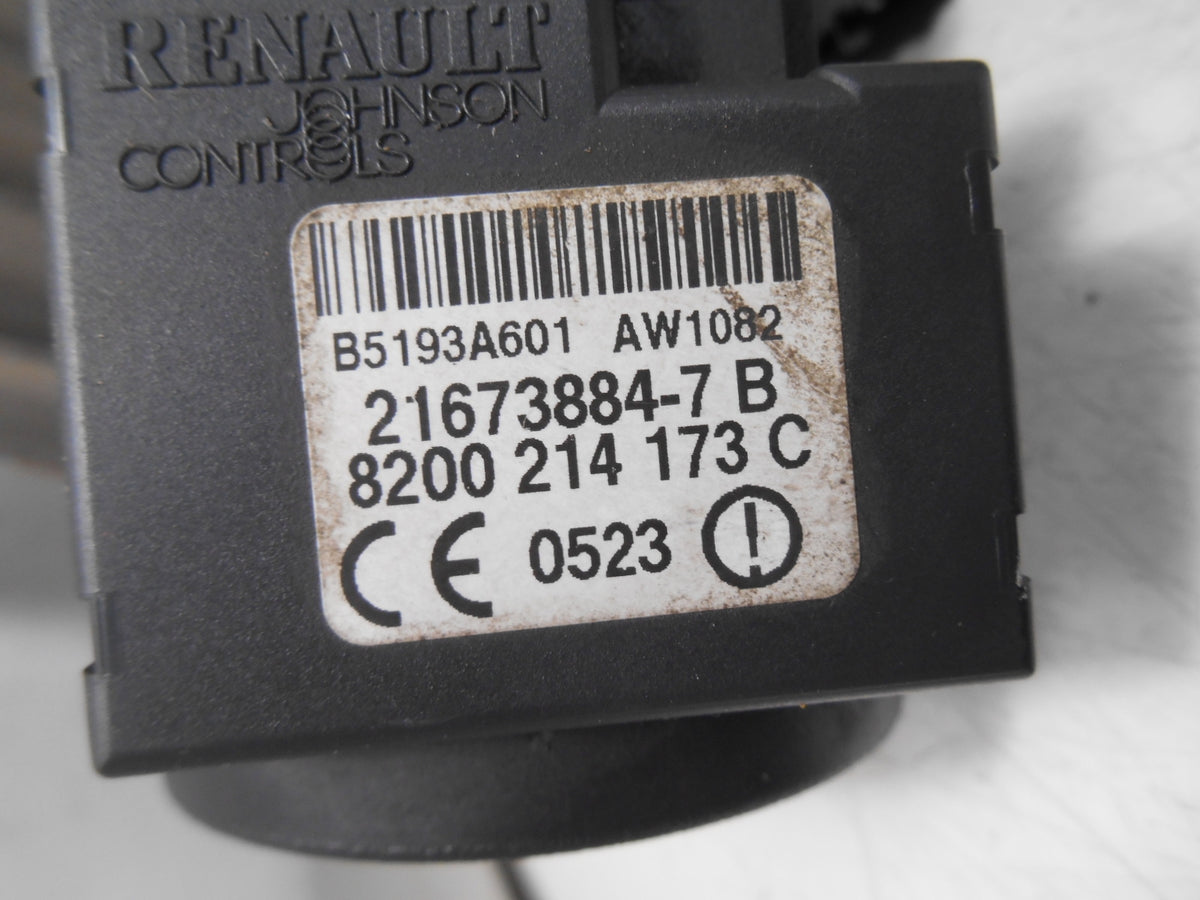 RENAULT
JOHNSON
CONTROLS
B5193A601 AW1082
21673884-7 B
8200 214 173 C
CE 0523 !